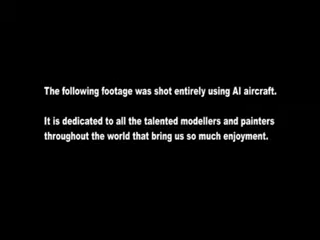 The following footage was shot entirely using AI aircraft.
It is dedicated to all the talented modellers and painters
throughout the world that bring us so much enjoyment.